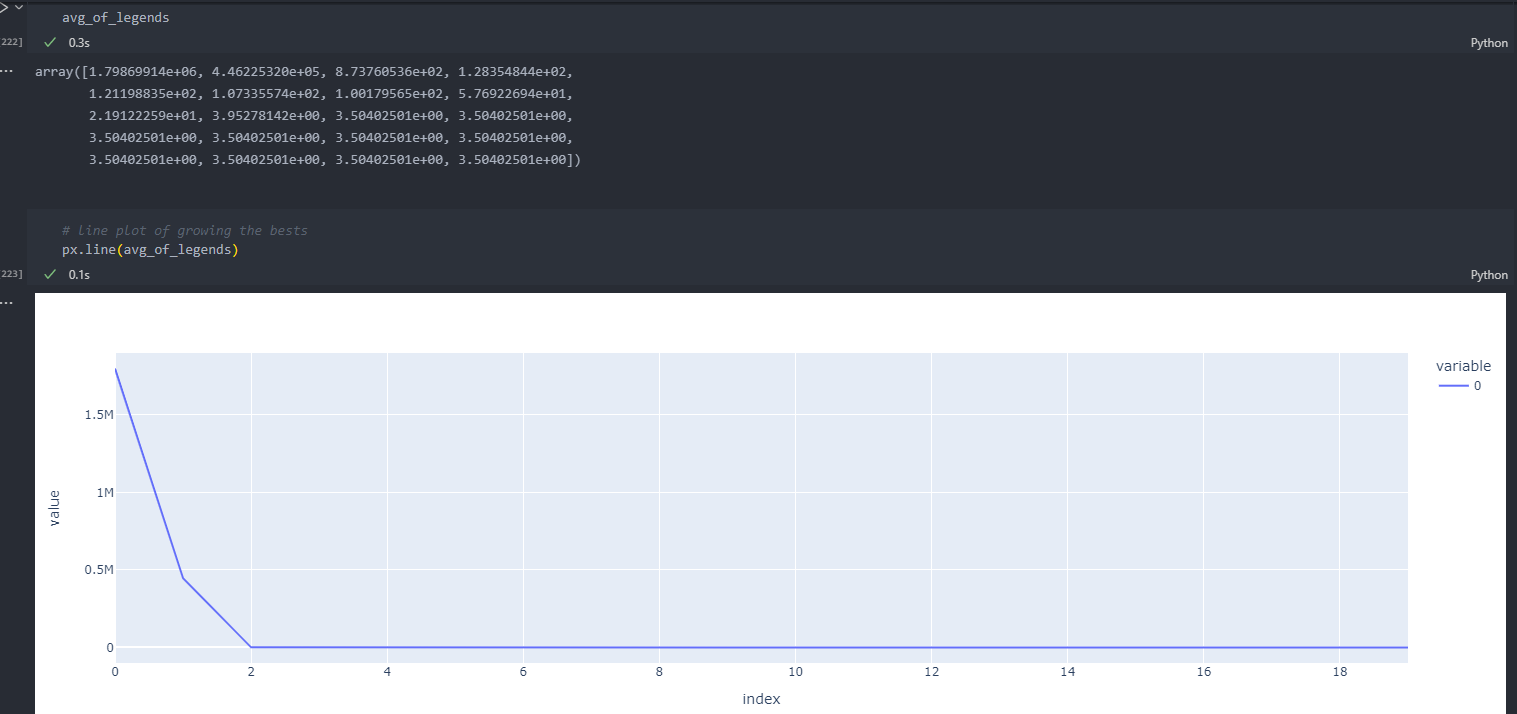 avg_of_legends
222]
0.3s
Python
array([1.79869914e+06, 4.46225320e+05, 8.73760536e+02, 1.28354844e+02,
1.21198835e+02, 1.07335574e+02, 1.00179565e+02, 5.76922694e+01,
2.19122259e+01, 3.95278142e+00, 3.50402501e+00, 3.50402501e+00,
3.50402501e+00, 3.50402501e+00, 3.50402501e+00, 3.50402501e+00,
3.50402501e+00, 3.50402501e+00, 3.50402501e+00, 3.50402501e+00])
# line plot of growing the bests
px.line(avg_of_legends)
223]
0.1s
Python
variable
0
1.5M
1M
0.5M
0
value
0 2 4 6 8 10 12 14 16 18
index